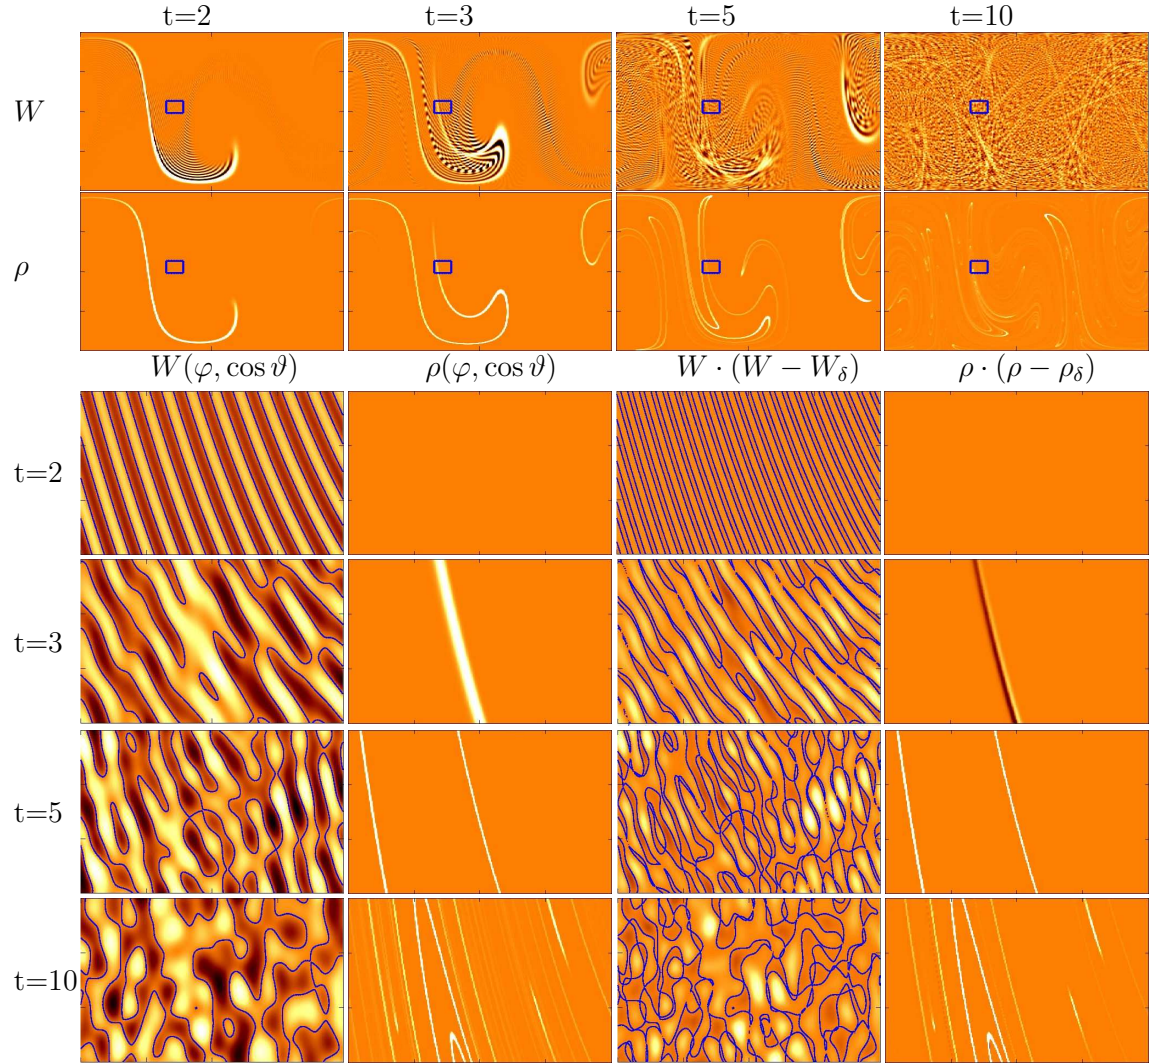 t=2 t=3 t=5 t=10
W
ρ
W(φ, cos ϑ) ρ(φ, cos ϑ) W · (W − W_δ) ρ · (ρ − ρ_δ)
t=2
t=3
t=5
t=10